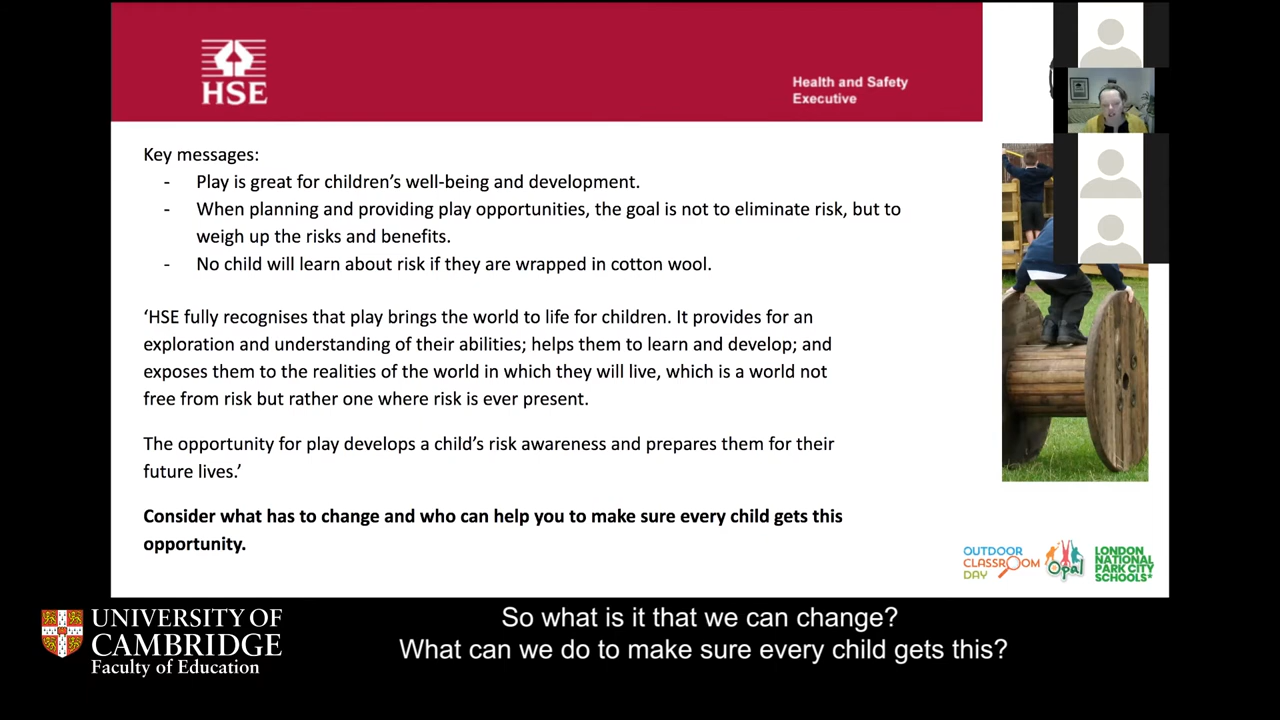 HSE
Health and Safety
Executive
Key messages:
- Play is great for children’s well-being and development.
- When planning and providing play opportunities, the goal is not to eliminate risk, but to
weigh up the risks and benefits.
- No child will learn about risk if they are wrapped in cotton wool.
‘HSE fully recognises that play brings the world to life for children. It provides for an
exploration and understanding of their abilities; helps them to learn and develop; and
exposes them to the realities of the world in which they will live, which is a world not
free from risk but rather one where risk is ever present.
The opportunity for play develops a child’s risk awareness and prepares them for their
future lives.’
Consider what has to change and who can help you to make sure every child gets this
opportunity.
OUTDOOR
CLASSROOM
DAY
Opal
LONDON
NATIONAL
PARK CITY
SCHOOLS*
UNIVERSITY OF
CAMBRIDGE
Faculty of Education
So what is it that we can change?
What can we do to make sure every child gets this?